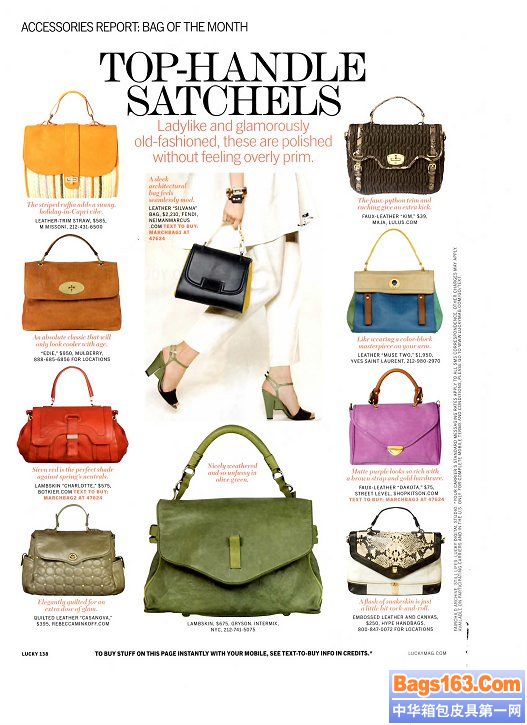 ACCESSORIES REPORT: BAG OF THE MONTH
TOP-HANDLE
SATCHELS
Ladylike and glamorously
old-fashioned, these are polished
without feeling overly prim.
The striped raffia adds a sunny,
holiday-in-Capri vibe.
LEATHER-TRIM STRAW, $585,
M MISSONI, 212-431-6500
A sleek
architectural
bag feels
seamlessly mod.
LEATHER "SILVANA"
BAG, $2,210, FENDI,
NEIMANMARCUS
.COM TEXT TO BUY:
MARCHBAG1 AT
47624
The faux-python trim and
ruching give an extra kick.
FAUX-LEATHER "KIM," $39,
MAJA, LULUS.COM
An absolute classic that will
only look cooler with age.
"EDIE," $950, MULBERRY,
888-685-6856 FOR LOCATIONS
Like wearing a color-block
masterpiece on your arm.
LEATHER "MUSE TWO," $1,950,
YVES SAINT LAURENT, 212-980-2970
Siren red is the perfect shade
against spring's neutrals.
LAMBSKIN "CHARLOTTE," $575,
BOTKIER.COM TEXT TO BUY:
MARCHBAG2 AT 47624
Nicely weathered
and so unfussy in
olive green.
Matte purple looks so rich with
a brown strap and gold hardware.
FAUX-LEATHER "DAKOTA," $75,
STREET LEVEL, SHOPKITSON.COM
TEXT TO BUY: MARCHBAG3 AT 47624
Elegantly quilted for an
extra dose of glam.
QUILTED LEATHER "CASANOVA,"
$395, REBECCAMINKOFF.COM
LAMBSKIN, $675, GRYSON, INTERMIX,
NYC, 212-741-5075
A flash of snakeskin is just
a little bit rock-and-roll.
EMBOSSED LEATHER AND CANVAS,
$250, HYPE HANDBAGS,
800-847-0072 FOR LOCATIONS
LUCKY 138
TO BUY STUFF ON THIS PAGE INSTANTLY WITH YOUR MOBILE, SEE TEXT-TO-BUY INFO IN CREDITS.*
LUCKYMAG.COM
Bags163.Com
中华箱包皮具第一网